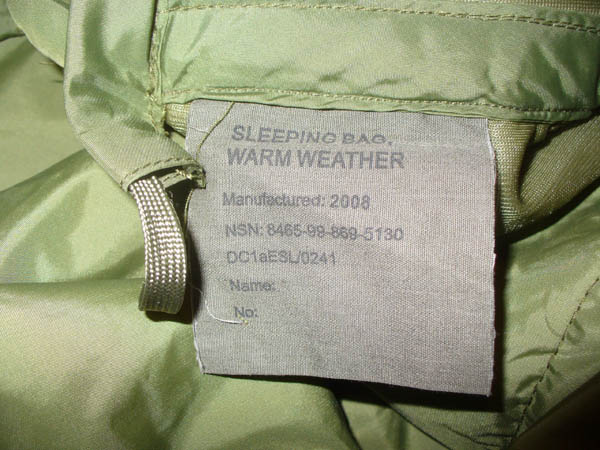 SLEEPING BAG,
WARM WEATHER
Manufactured: 2008
NSN: 8465-99-869-5130
DC1aESL/0241
Name:
No: